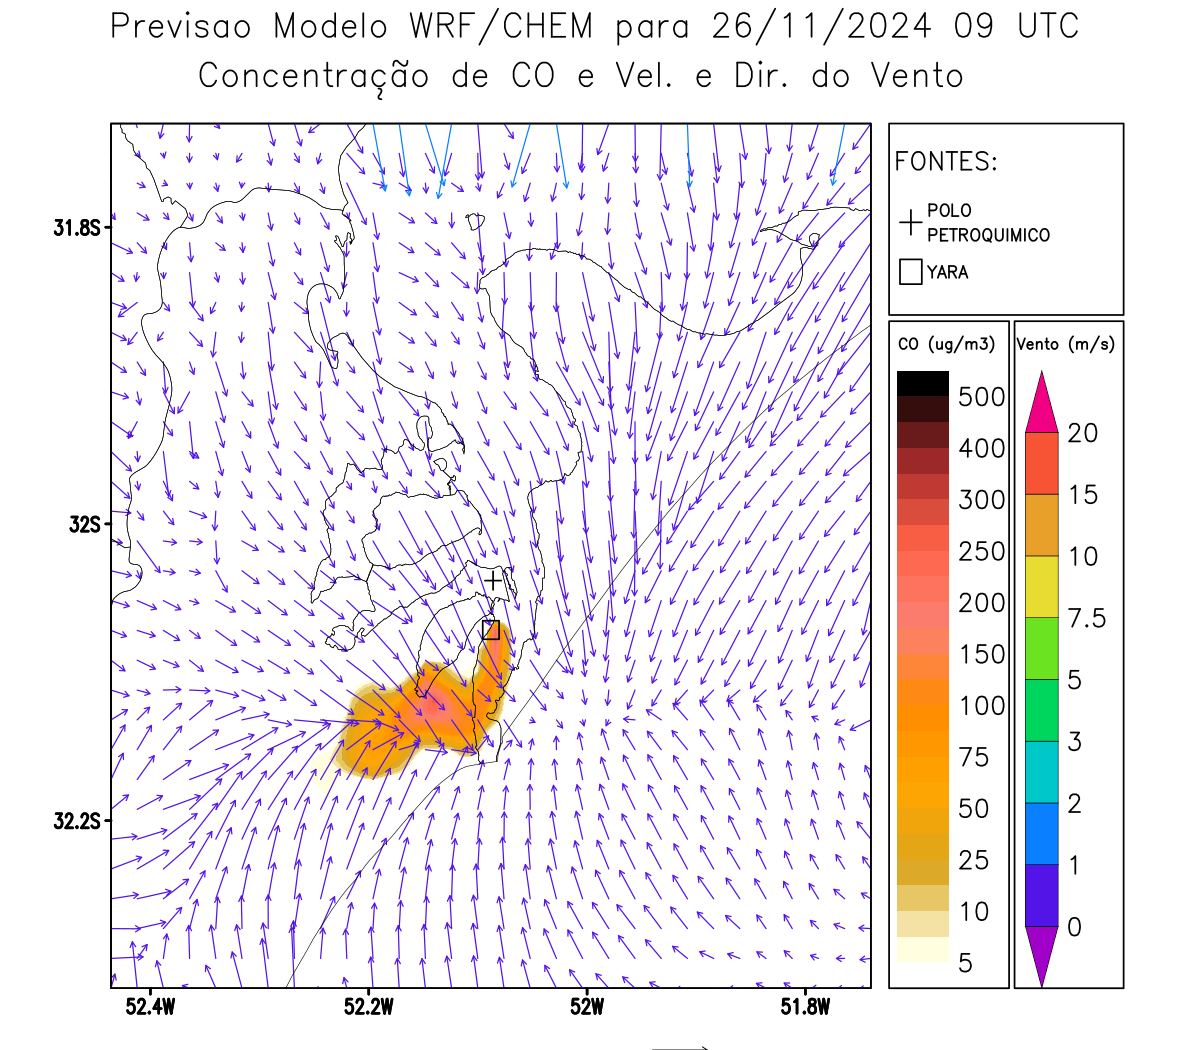 Previsao Modelo WRF/CHEM para 26/11/2024 09 UTC
Concentração de CO e Vel. e Dir. do Vento
FONTES:
POLO
PETROQUIMICO
YARA
CO (ug/m3)
500
400
300
250
200
150
100
75
50
25
10
5
Vento (m/s)
20
15
10
7.5
5
3
2
1
0
31.8S
32S
32.2S
52.4W
52.2W
52W
51.8W